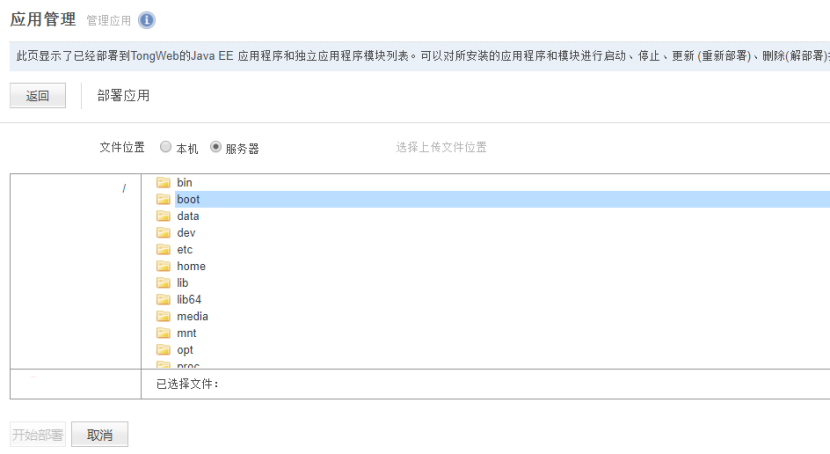 应用管理 管理应用
此页显示了已经部署到TongWeb的Java EE 应用程序和独立应用程序模块列表。可以对所安装的应用程序和模块进行启动、停止、更新 (重新部署)、删除(解部署)
返回 部署应用
文件位置 本机 服务器 选择上传文件位置
/
bin
boot
data
dev
etc
home
lib
lib64
media
mnt
opt
proc
已选择文件：
开始部署 取消